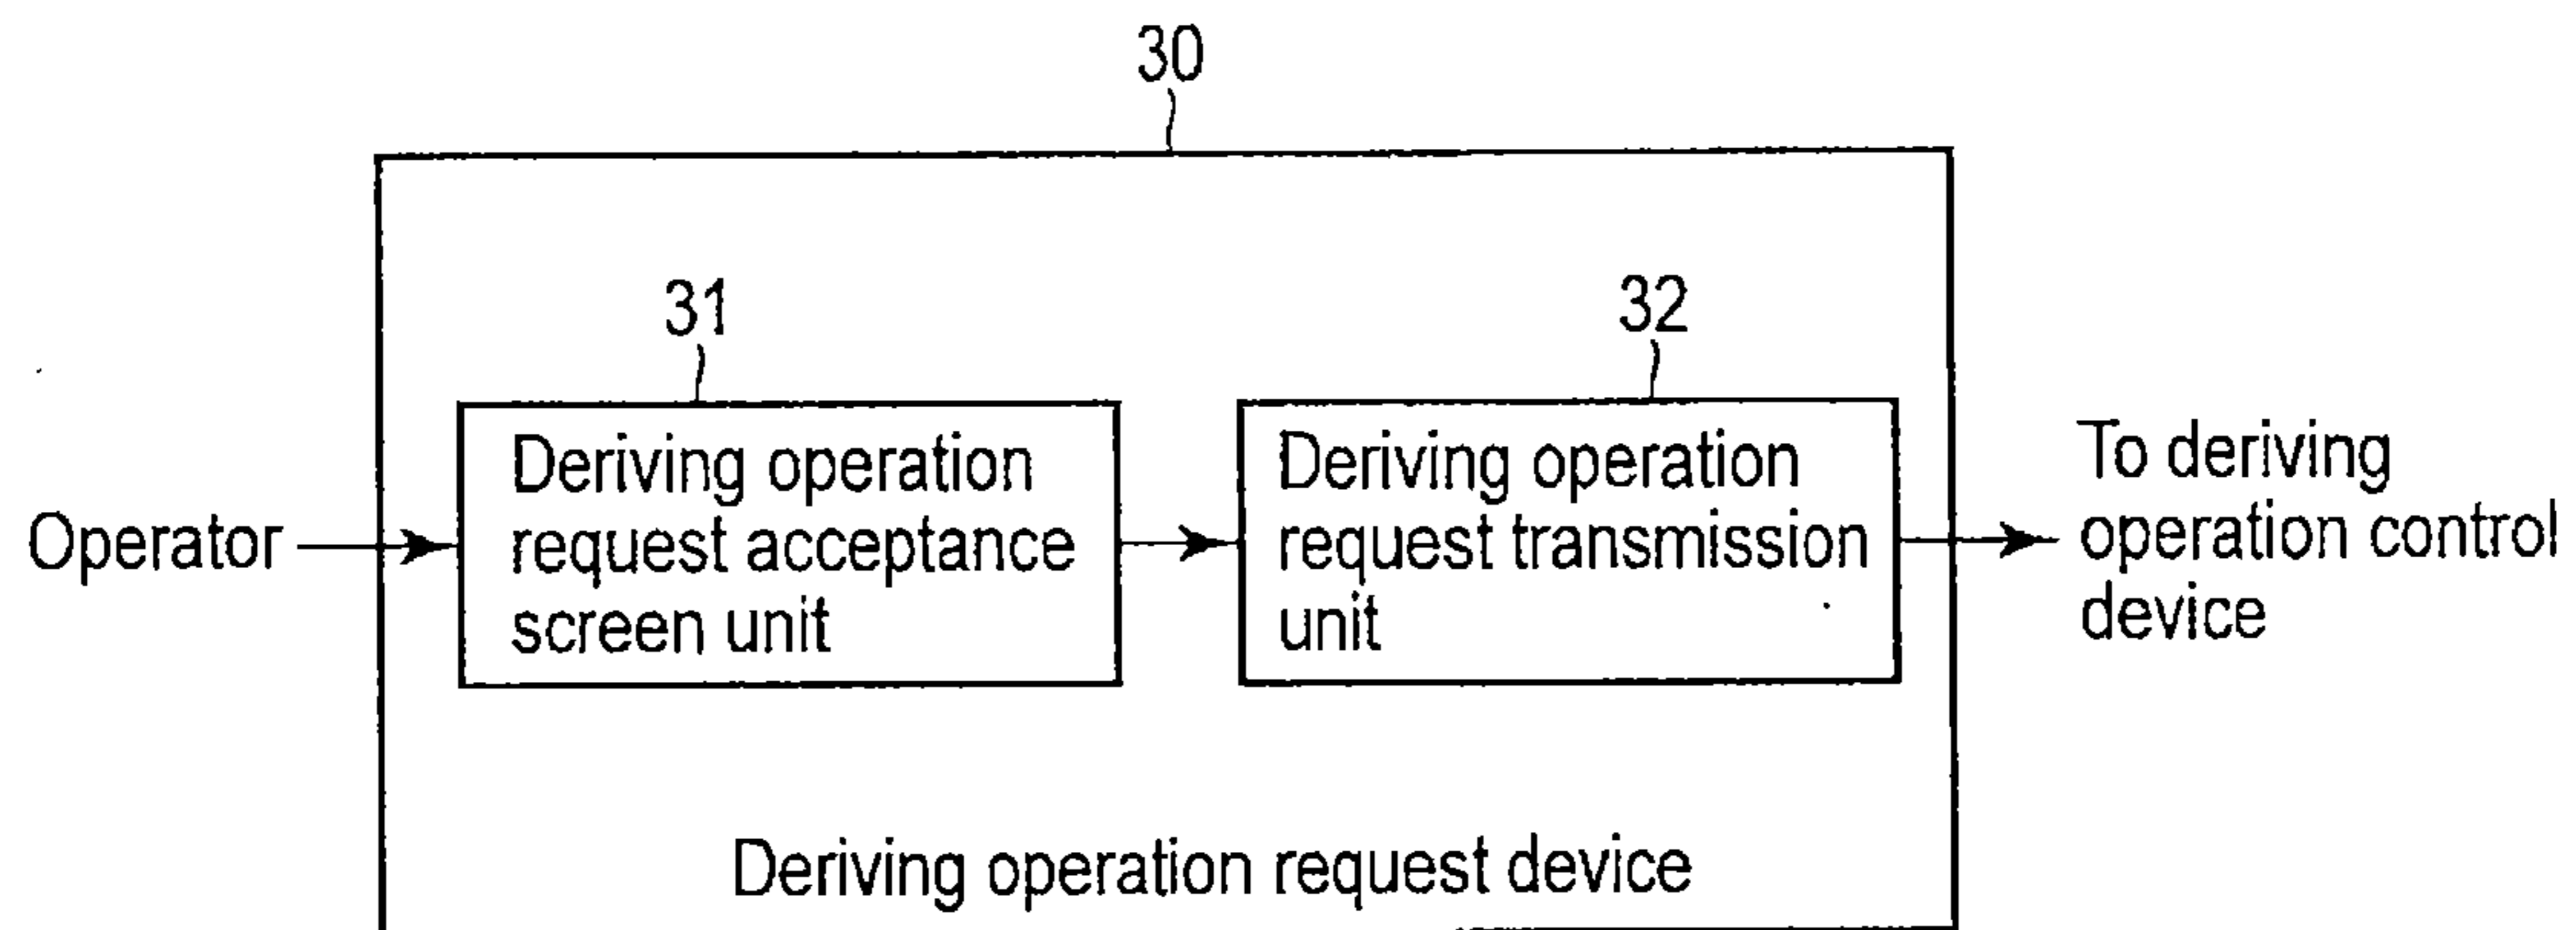 30
31
32
Deriving operation
request acceptance
screen unit
Deriving operation
request transmission
unit
Operator
To deriving
operation control
device
Deriving operation request device